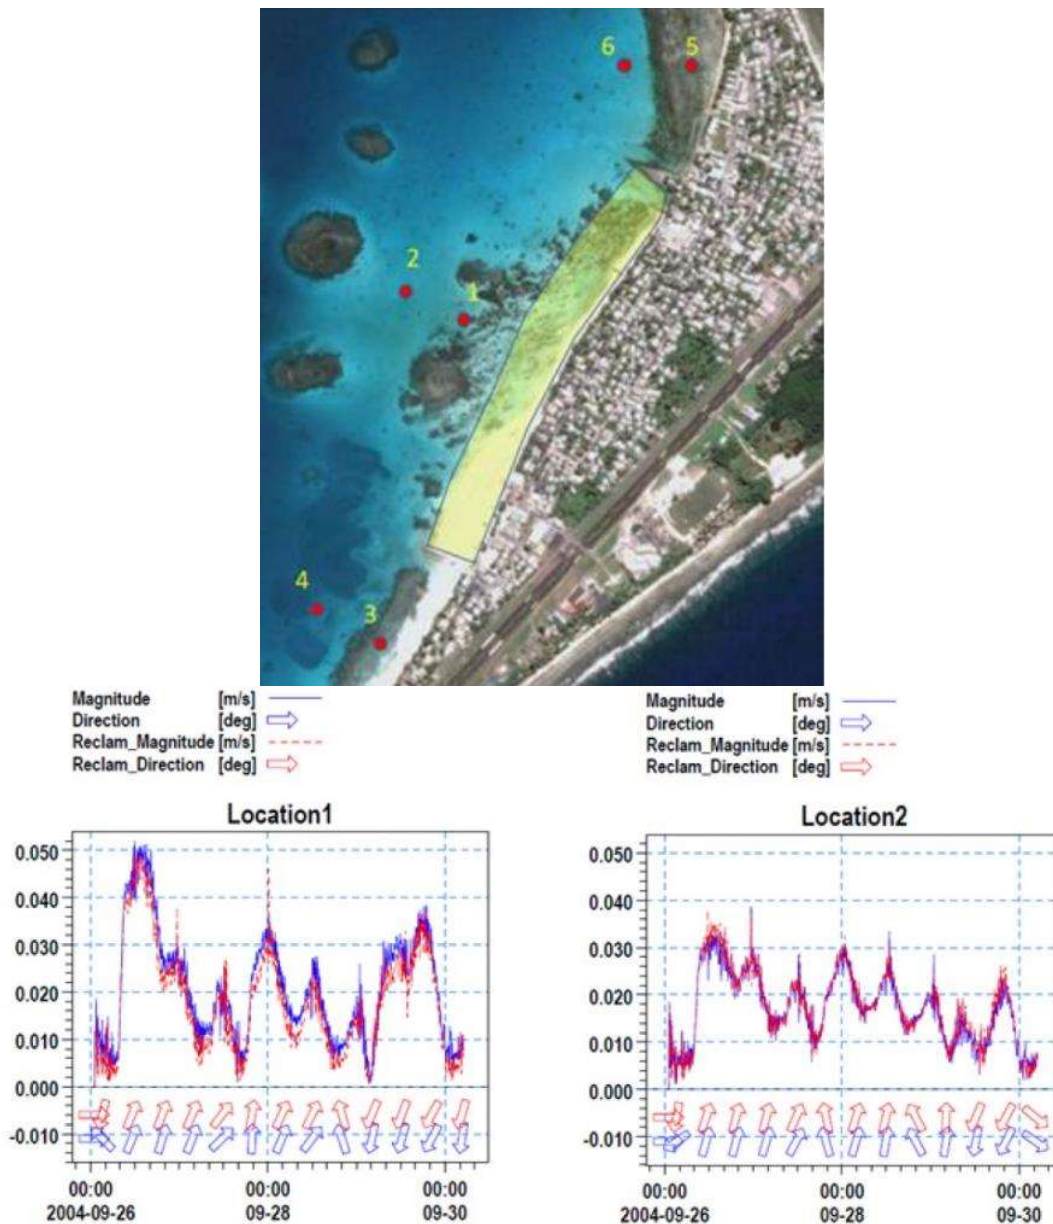 6 5
2
1
4
3
Magnitude [m/s]
Direction [deg]
Reclam_Magnitude [m/s]
Reclam_Direction [deg]
Magnitude [m/s]
Direction [deg]
Reclam_Magnitude [m/s]
Reclam_Direction [deg]
Location1
0.050
0.040
0.030
0.020
0.010
0.000
-0.010
00:00 00:00 00:00
2004-09-26 09-28 09-30
Location2
0.050
0.040
0.030
0.020
0.010
0.000
-0.010
00:00 00:00 00:00
2004-09-26 09-28 09-30